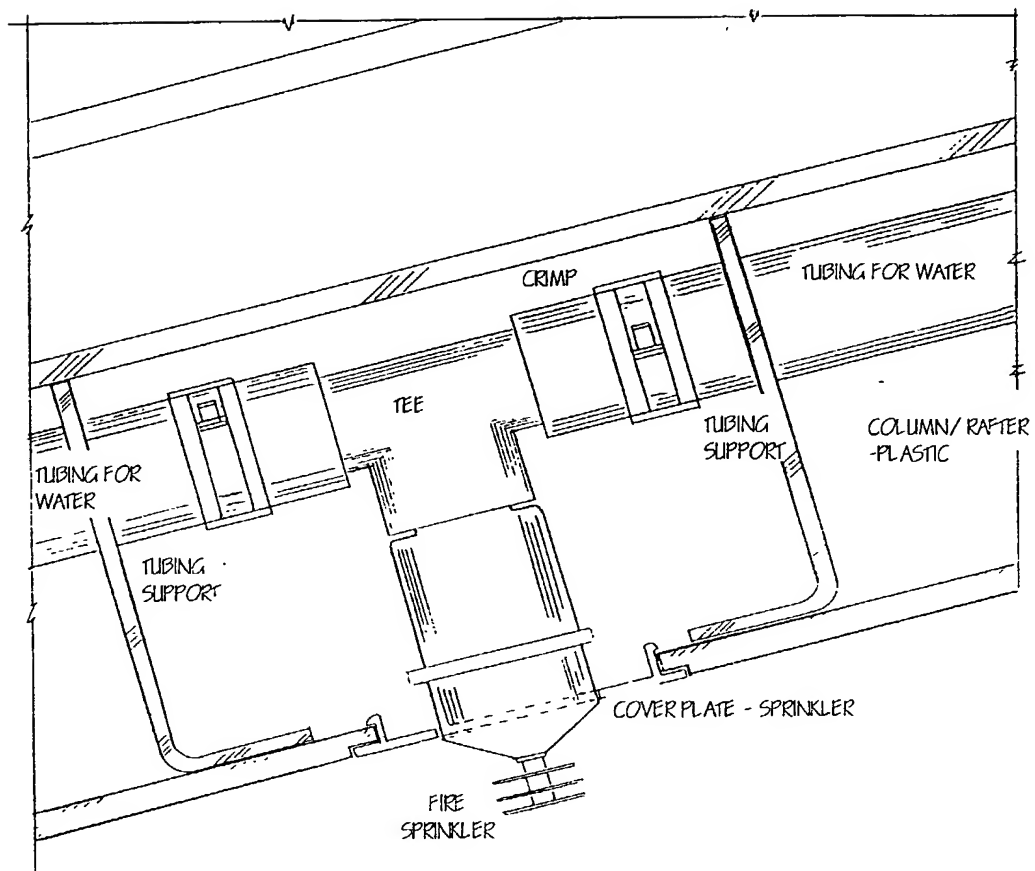 CRIMP
TUBING FOR WATER
TEE
TUBING
SUPPORT
COLUMN/RAFTER
-PLASTIC
TUBING FOR
WATER
TUBING
SUPPORT
COVER PLATE - SPRINKLER
FIRE
SPRINKLER